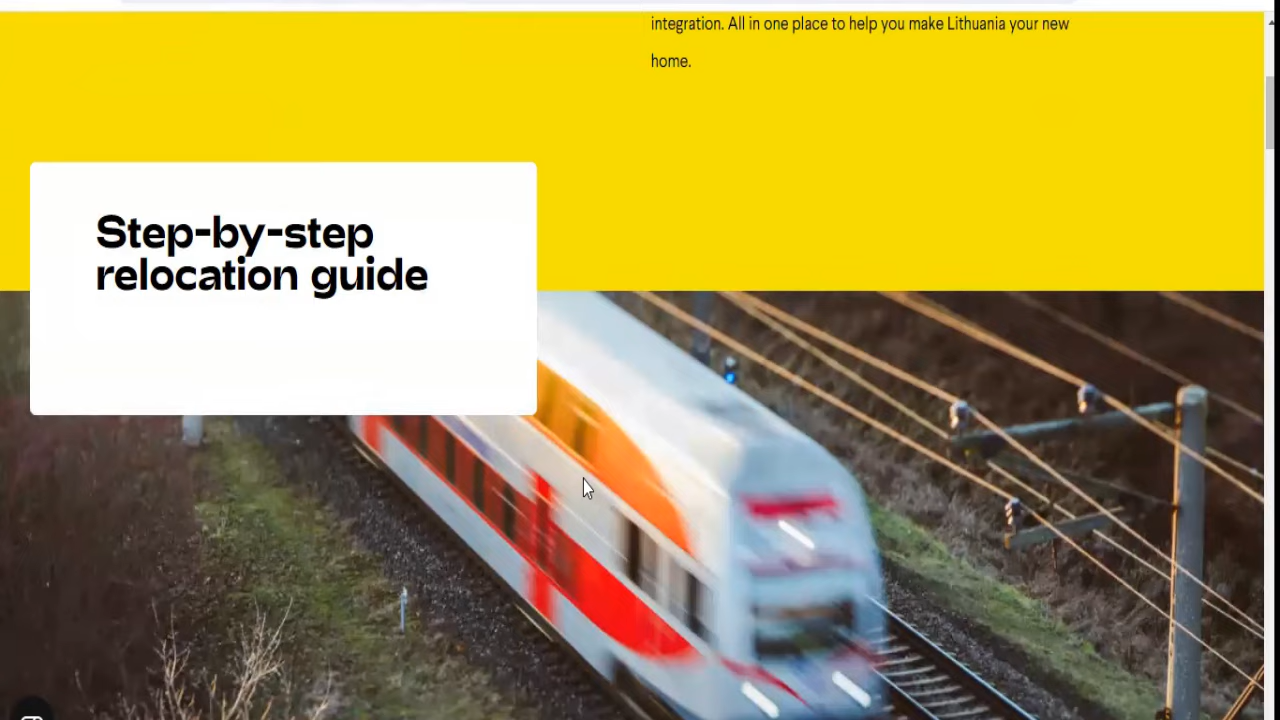 integration. All in one place to help you make Lithuania your new
home.
Step-by-step
relocation guide